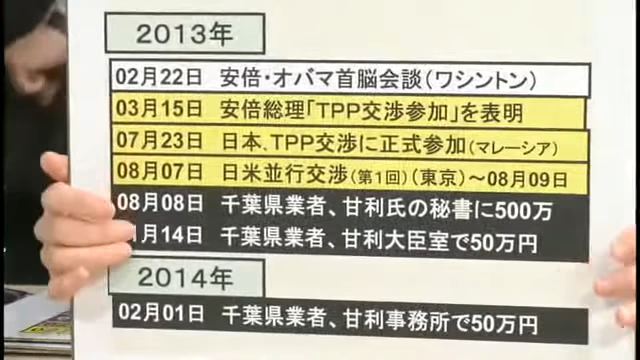 2013年
02月22日 安倍・オバマ首脳会談(ワシントン)
03月15日 安倍総理「TPP交渉参加」を表明
07月23日 日本、TPP交渉に正式参加(マレーシア)
08月07日 日米並行交渉(第1回)(東京)〜08月09日
08月08日 千葉県業者、甘利氏の秘書に500万
1月14日 千葉県業者、甘利大臣室で50万円
2014年
02月01日 千葉県業者、甘利事務所で50万円